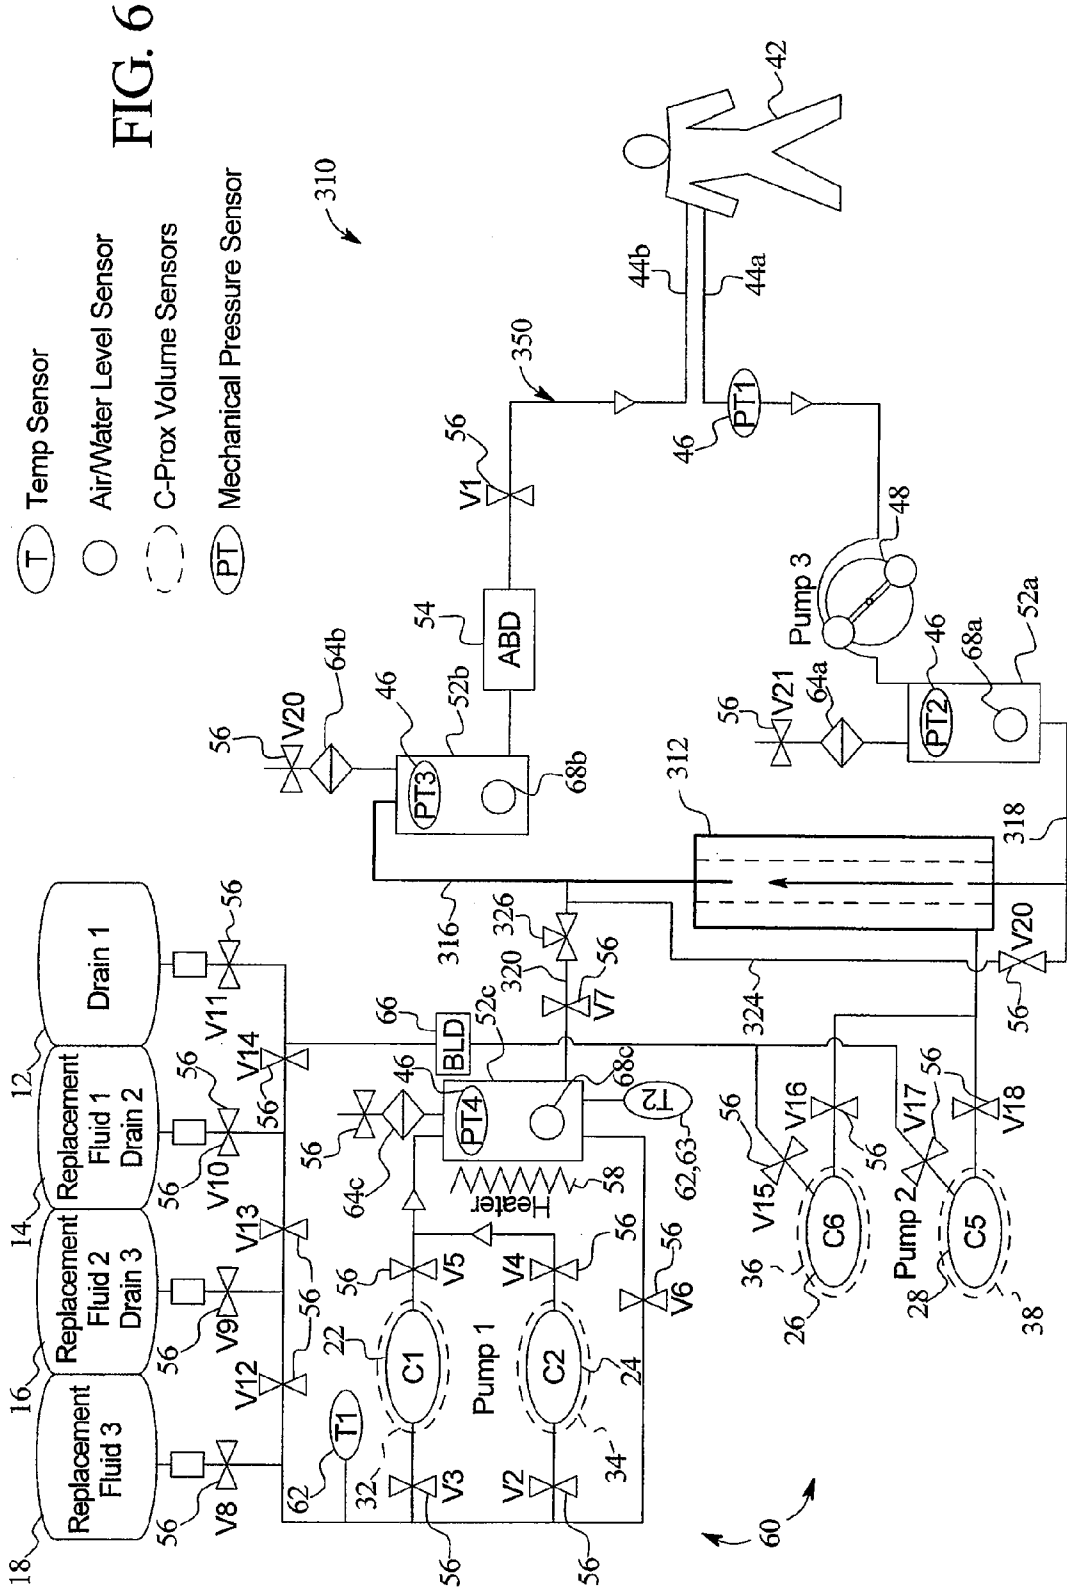 FIG. 6
T Temp Sensor
Air/Water Level Sensor
C-Prox Volume Sensors
PT Mechanical Pressure Sensor
310
42
44b
44a
350
56
V1
PT1
46
54
ABD
64b
56
V20
46
52b
PT3
68b
Pump 3
48
56
V21
64a
46
52a
PT2
68a
312
318
316
326
320
56
V7
324
V20
56
12
Drain 1
14
Replacement
Fluid 1
Drain 2
16
Replacement
Fluid 2
Drain 3
18
Replacement
Fluid 3
56
V11
56
V10
56
V9
56
V8
V14
56
V13
56
V12
56
66
BLD
52c
46
PT4
68c
56
64c
Heater
58
T2
62,63
T1
62
22
C1
32
56
V5
V3
56
Pump 1
24
C2
34
V4
56
V2
56
56
V6
56
V15
V16
56
V17
56
V18
36
C6
26
Pump 2
28
C5
38
60